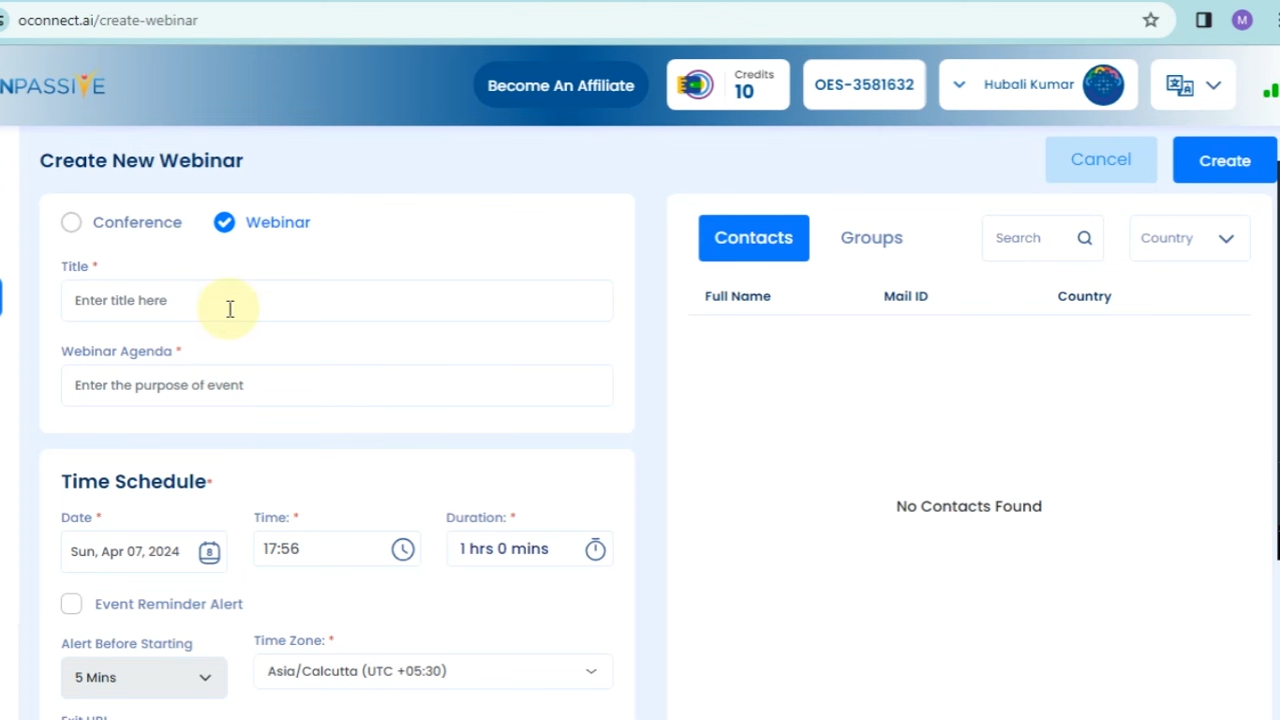 oconnect.ai/create-webinar
M
NPASSIVE
Become An Affiliate
Credits
10
OES-3581632
Hubali Kumar
Create New Webinar
Cancel
Create
Conference
Webinar
Title *
Enter title here
Webinar Agenda *
Enter the purpose of event
Contacts
Groups
Search
Country
Full Name
Mail ID
Country
No Contacts Found
Time Schedule*
Date *
Time: *
Duration: *
Sun, Apr 07, 2024
8
17:56
1 hrs 0 mins
Event Reminder Alert
Alert Before Starting
Time Zone: *
5 Mins
Asia/Calcutta (UTC +05:30)
Exit URL